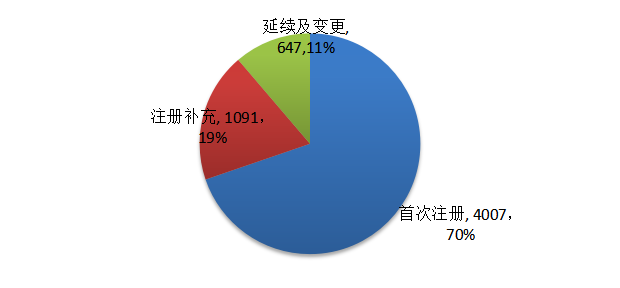 延续及变更,
647,11%
注册补充, 1091，
19%
首次注册, 4007，
70%